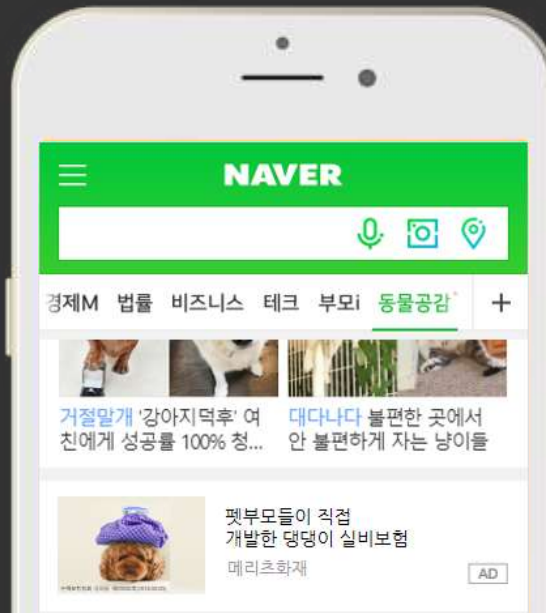 NAVER
경제M 법률 비즈니스 테크 부모i 동물공감 +
거절말개 '강아지덕후' 여
친에게 성공률 100% 청...
대다나다 불편한 곳에서
안 불편하게 자는 냥이들
펫부모들이 직접
개발한 댕댕이 실비보험
메리츠화재
AD